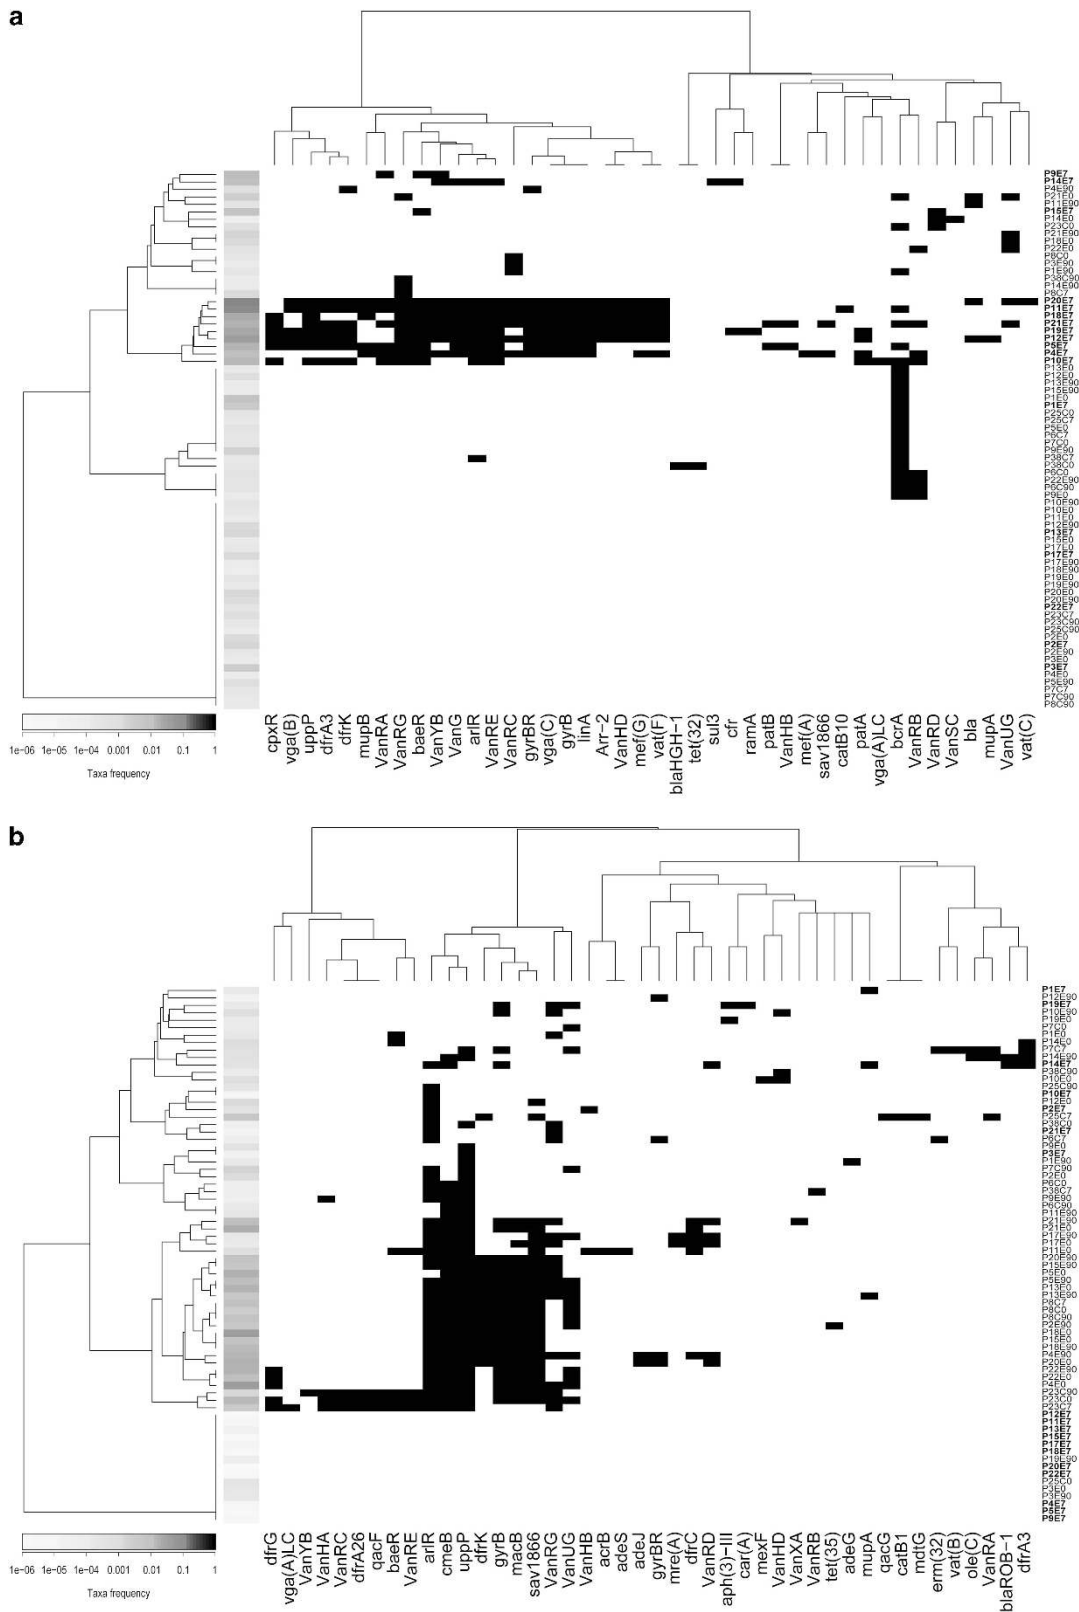 a
P9E7
P14E7
P4E90
P21E0
P11E90
P15E7
P14E0
P23C0
P21E90
P18E0
P22E0
P8C0
P3E90
P1E90
P38C90
P14E90
P8C7
P20E7
P11E7
P18E7
P21E7
P19E7
P12E7
P5E7
P4E7
P10E7
P13E0
P12E0
P13E90
P15E90
P1E0
P1E7
P25C0
P25C7
P5E0
P6C7
P7C0
P9E90
P38C7
P38C0
P6C0
P22E90
P6C90
P9E0
P10E90
P10E0
P11E0
P12E90
P13E7
P15E0
P17E0
P17E7
P17E90
P18E90
P19E0
P19E90
P20E0
P20E90
P22E7
P23C7
P23C90
P25C90
P2E0
P2E7
P2E90
P3E0
P3E7
P4E0
P5E90
P7C7
P7C90
P8C90
cpxR
vga(B)
uppP
dfrA3
dfrK
mupB
VanRA
VanRG
baeR
VanYB
VanG
arlR
VanRE
VanRC
gyrBR
vga(C)
gyrB
linA
Arr-2
VanHD
mef(G)
vat(F)
blaHGH-1
tet(32)
sul3
cfr
ramA
patB
VanHB
mef(A)
sav1866
catB10
patA
vga(A)LC
bcrA
VanRB
VanRD
VanSC
bla
mupA
VanUG
vat(C)
1e-06 1e-05 1e-04 0.001 0.01 0.1 1
Taxa frequency
b
P1E7
P12E90
P19E7
P10E90
P19E0
P7C0
P1E0
P14E0
P7C7
P14E90
P14E7
P38C90
P10E0
P25C90
P10E7
P12E0
P2E7
P25C7
P38C0
P21E7
P6C7
P9E0
P3E7
P1E90
P7C90
P2E0
P6C0
P38C7
P9E90
P6C90
P11E90
P21E90
P21E0
P17E90
P17E0
P11E0
P20E90
P15E90
P5E0
P5E90
P13E0
P13E90
P8C7
P8C0
P8C90
P2E90
P18E0
P15E0
P18E90
P4E90
P20E0
P22E90
P22E0
P4E0
P23C90
P23C0
P23C7
P12E7
P11E7
P13E7
P15E7
P17E7
P18E7
P19E90
P20E7
P22E7
P25C0
P3E0
P3E90
P4E7
P5E7
P9E7
dfrG
vga(A)LC
VanYB
VanHA
VanRC
dfrA26
qacF
baeR
VanRE
arlR
cmeB
uppP
dfrK
gyrB
macB
sav1866
VanRG
VanUG
VanHB
acrB
adeS
adeJ
gyrBR
mre(A)
dfrC
VanRD
aph(3)-III
car(A)
mexF
VanHD
VanXA
VanRB
tet(35)
adeG
mupA
qacG
catB1
mdtG
erm(32)
vat(B)
ole(C)
VanRA
blaROB-1
dfrA3
1e-06 1e-05 1e-04 0.001 0.01 0.1 1
Taxa frequency